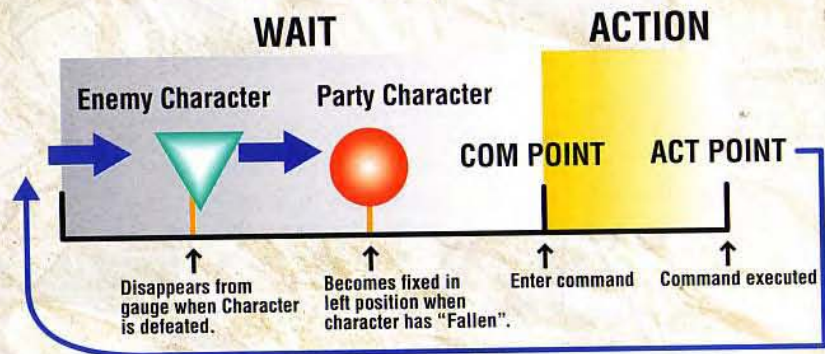 WAIT
ACTION
Enemy Character
Party Character
COM POINT
ACT POINT
Disappears from
gauge when Character
is defeated.
Becomes fixed in
left position when
character has "Fallen".
Enter command
Command executed